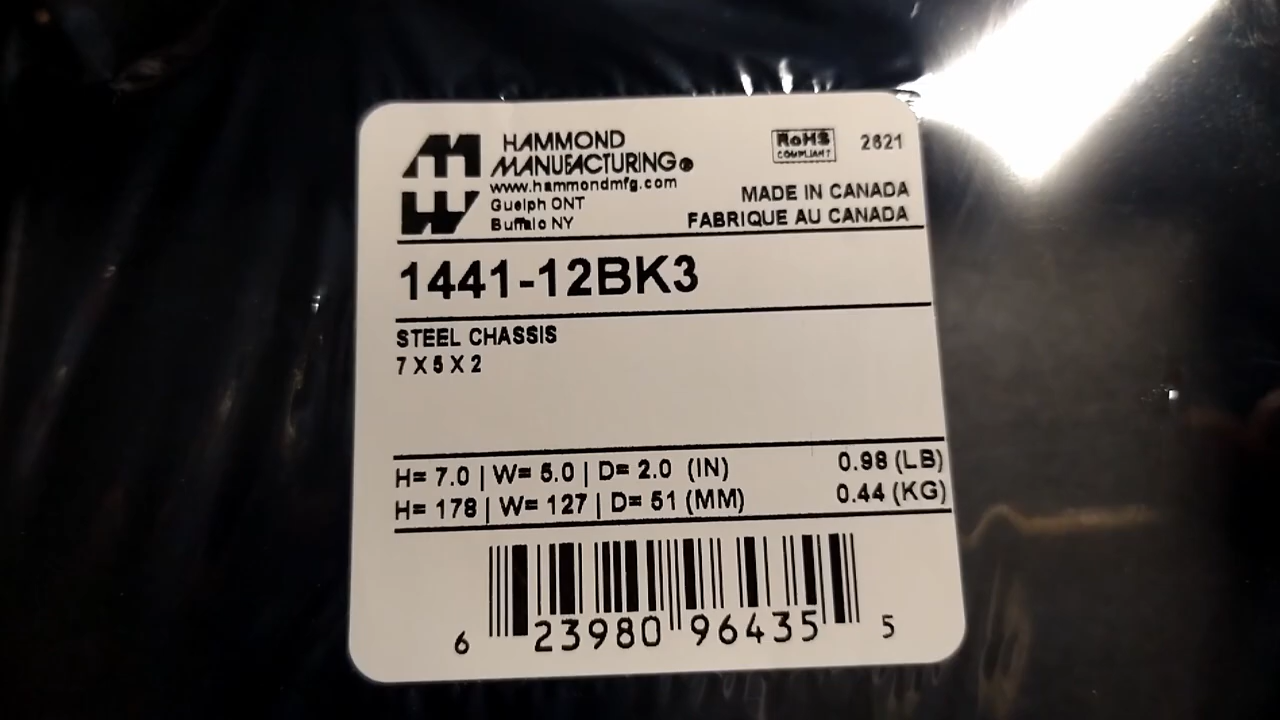 HAMMOND
MANUFACTURING®
www.hammondmfg.com
Guelph ONT
Buffalo NY
RoHS
COMPLIANT
2621
MADE IN CANADA
FABRIQUE AU CANADA
1441-12BK3
STEEL CHASSIS
7 X 5 X 2
H= 7.0 | W= 5.0 | D= 2.0 (IN) 0.98 (LB)
H= 178 | W= 127 | D= 51 (MM) 0.44 (KG)
6 23980 96435 5